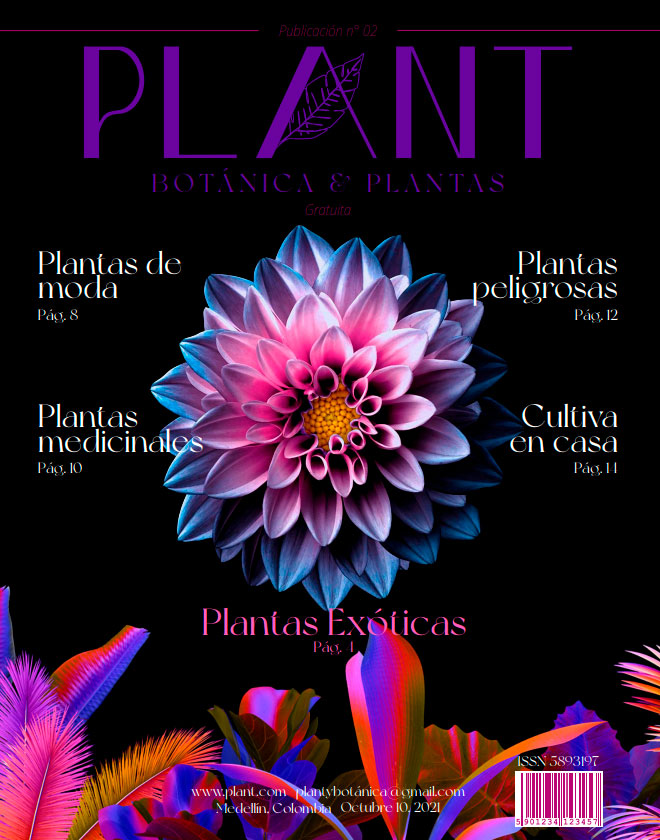 Publicación nº 02
PLANT
BOTÁNICA & PLANTAS
Gratuita
Plantas de
moda
Pág. 8
Plantas
peligrosas
Pág. 12
Plantas
medicinales
Pág. 10
Cultiva
en casa
Pág. 14
Plantas Exóticas
Pág. 4
ISSN 5893197
www.plant.com plantybotánica@gmail.com
Medellín, Colombia Octubre 10, 2021
5 901234 123457